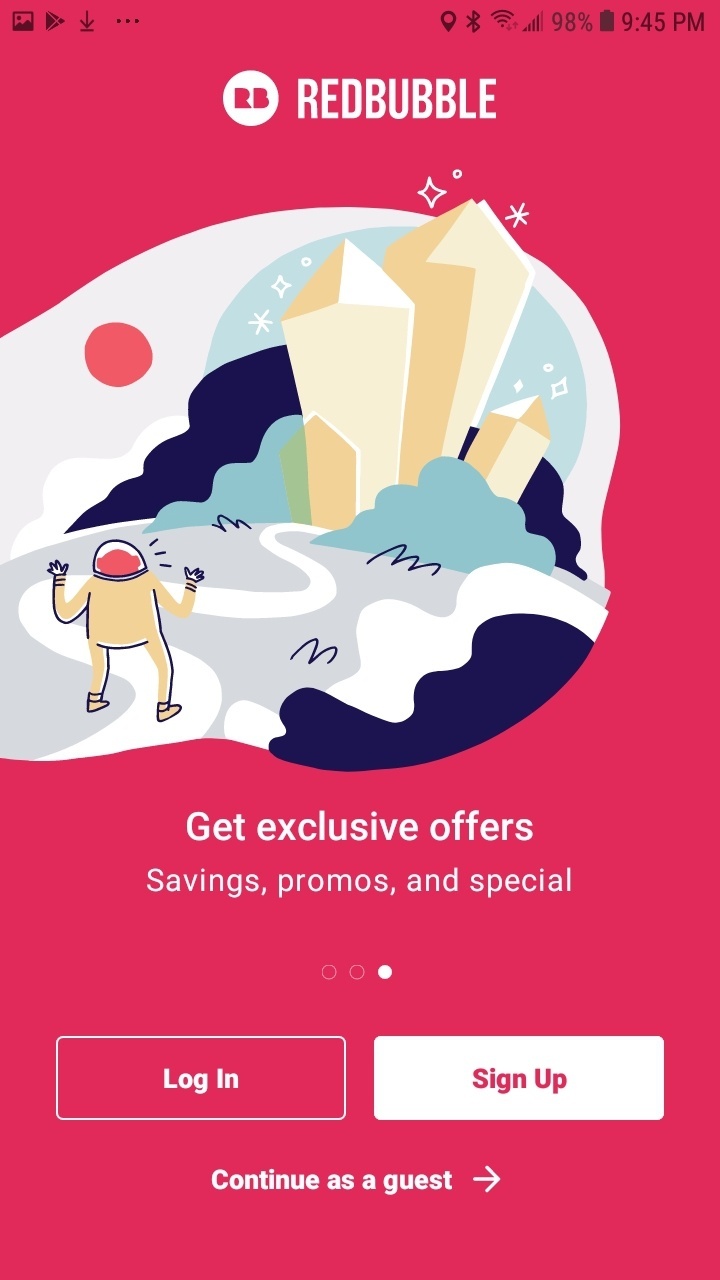 98% 9:45 PM
RB REDBUBBLE
Get exclusive offers
Savings, promos, and special
Log In
Sign Up
Continue as a guest